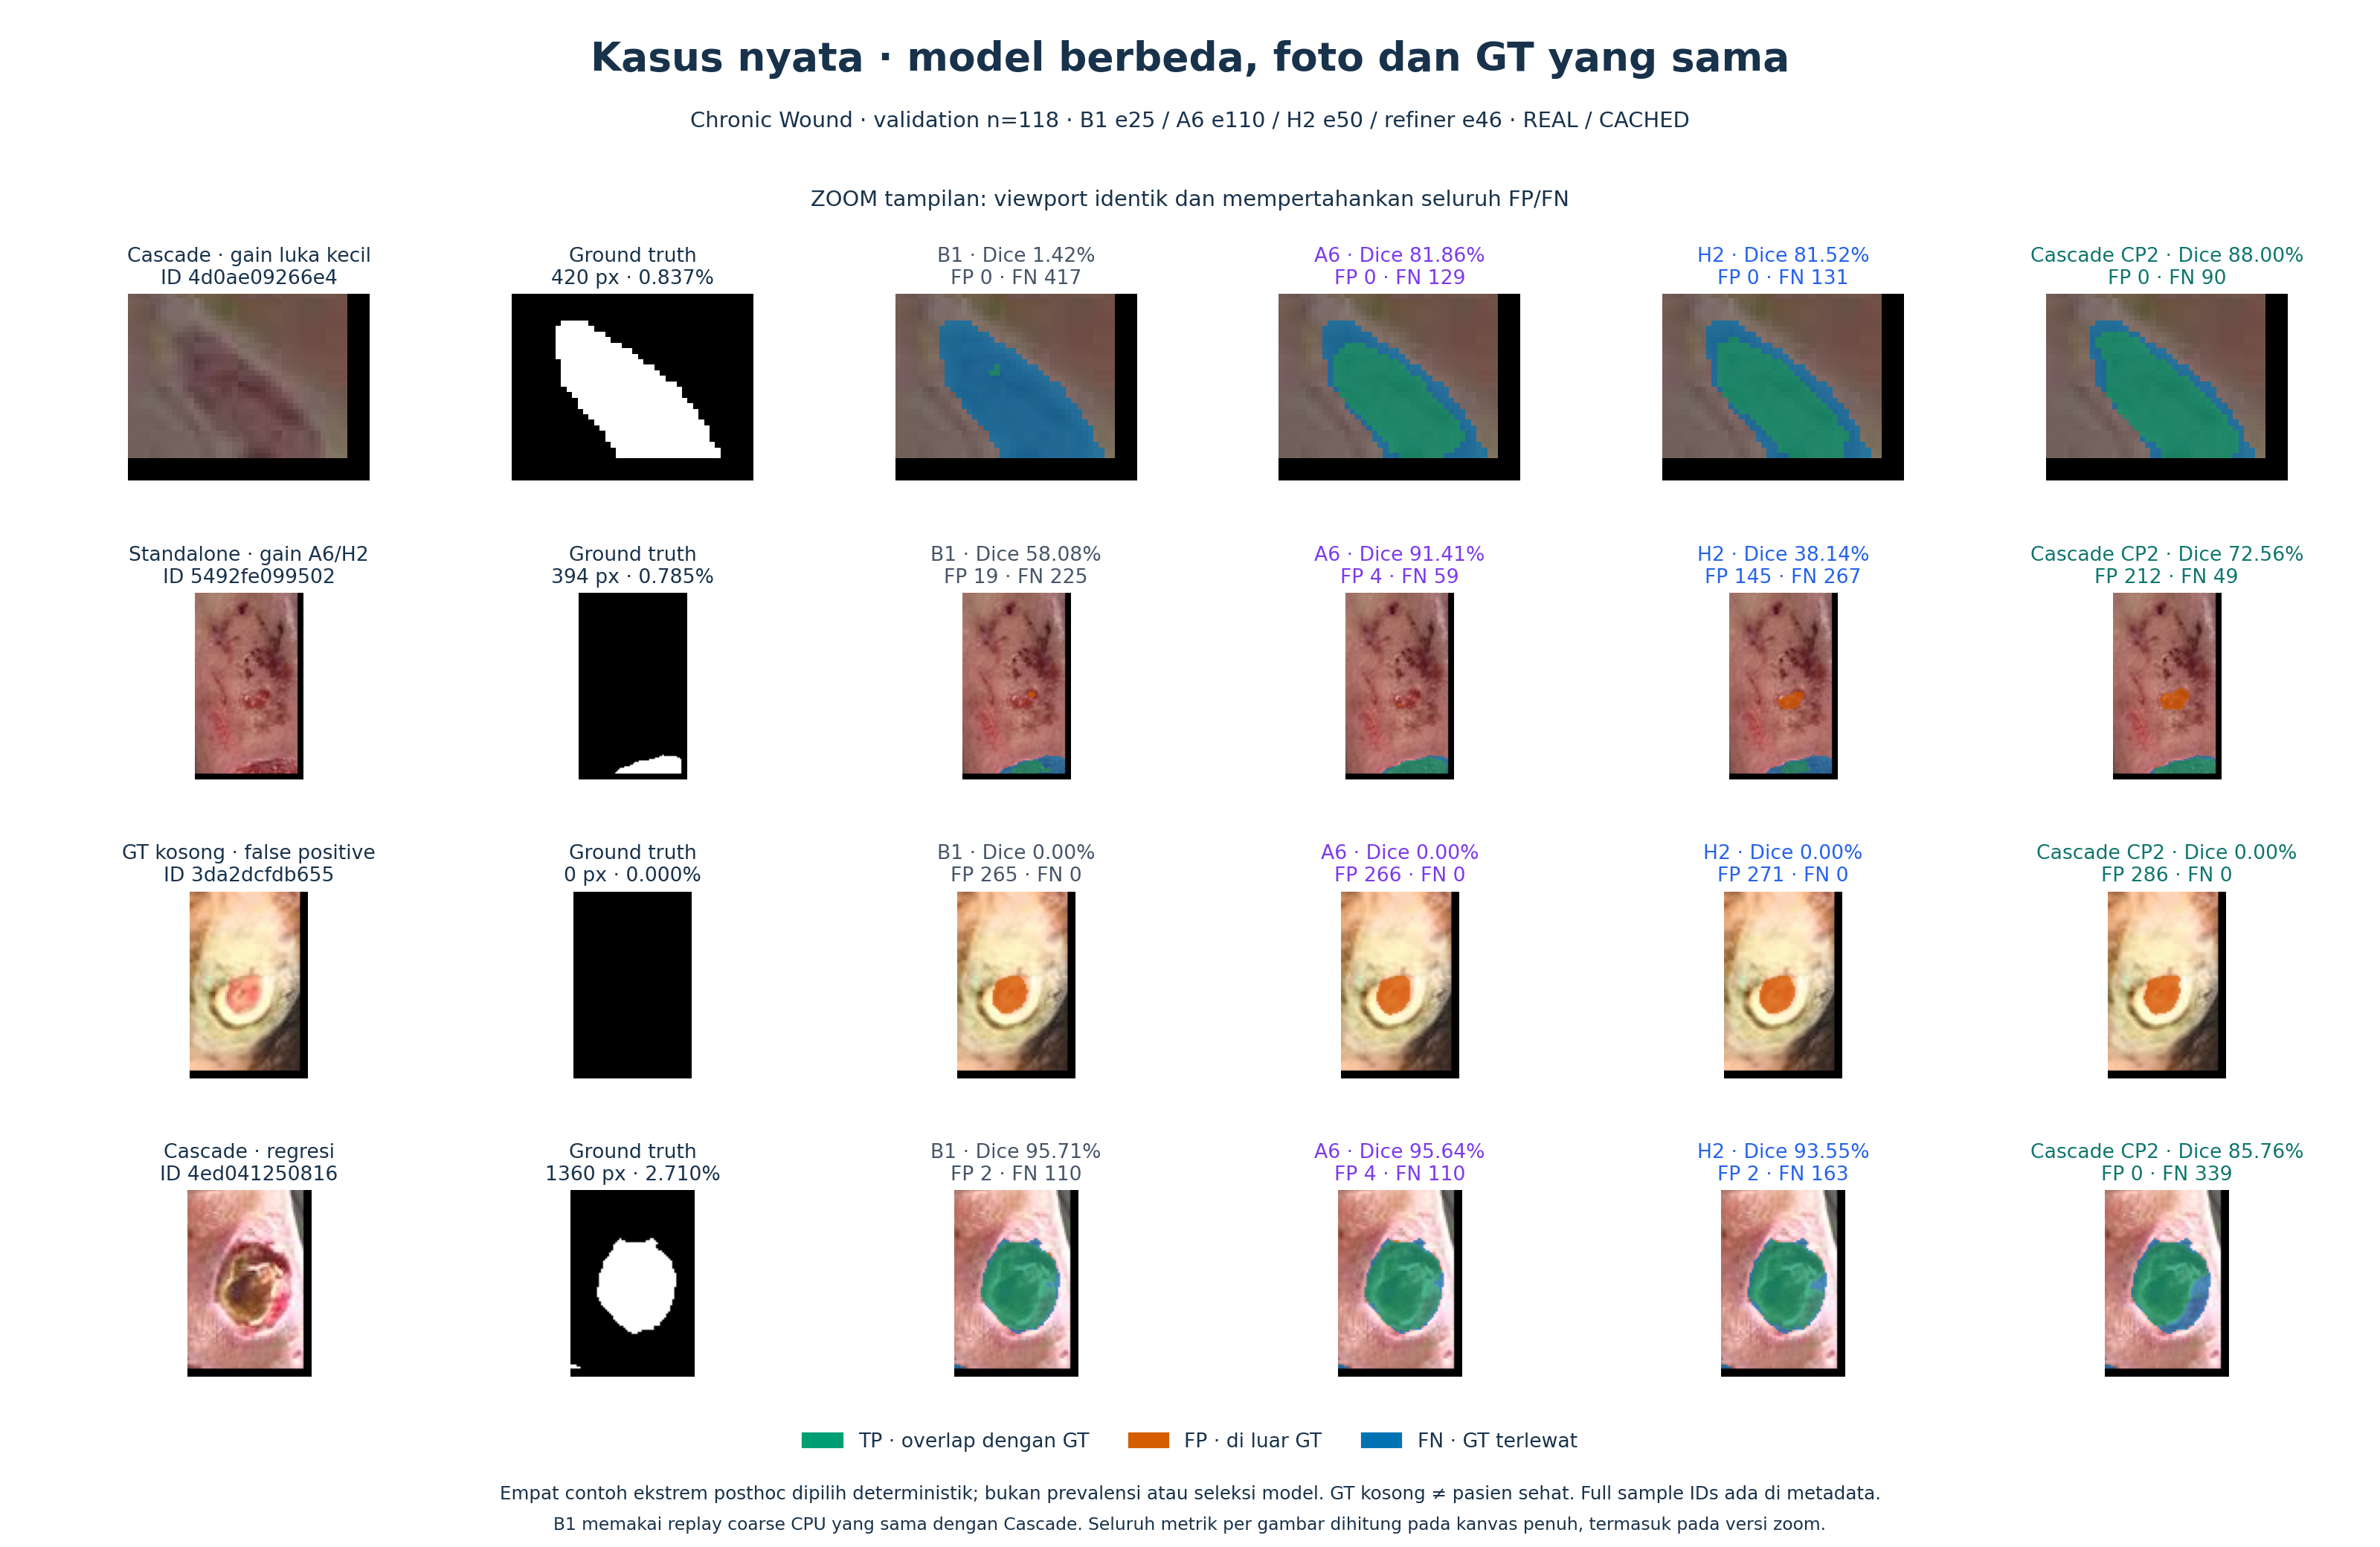 Kasus nyata · model berbeda, foto dan GT yang sama
Chronic Wound · validation n=118 · B1 e25 / A6 e110 / H2 e50 / refiner e46 · REAL / CACHED
ZOOM tampilan: viewport identik dan mempertahankan seluruh FP/FN
Cascade · gain luka kecil
ID 4d0ae09266e4
Ground truth
420 px · 0.837%
B1 · Dice 1.42%
FP 0 · FN 417
A6 · Dice 81.86%
FP 0 · FN 129
H2 · Dice 81.52%
FP 0 · FN 131
Cascade CP2 · Dice 88.00%
FP 0 · FN 90
Standalone · gain A6/H2
ID 5492fe099502
Ground truth
394 px · 0.785%
B1 · Dice 58.08%
FP 19 · FN 225
A6 · Dice 91.41%
FP 4 · FN 59
H2 · Dice 38.14%
FP 145 · FN 267
Cascade CP2 · Dice 72.56%
FP 212 · FN 49
GT kosong · false positive
ID 3da2dcfdb655
Ground truth
0 px · 0.000%
B1 · Dice 0.00%
FP 265 · FN 0
A6 · Dice 0.00%
FP 266 · FN 0
H2 · Dice 0.00%
FP 271 · FN 0
Cascade CP2 · Dice 0.00%
FP 286 · FN 0
Cascade · regresi
ID 4ed041250816
Ground truth
1360 px · 2.710%
B1 · Dice 95.71%
FP 2 · FN 110
A6 · Dice 95.64%
FP 4 · FN 110
H2 · Dice 93.55%
FP 2 · FN 163
Cascade CP2 · Dice 85.76%
FP 0 · FN 339
TP · overlap dengan GT
FP · di luar GT
FN · GT terlewat
Empat contoh ekstrem posthoc dipilih deterministik; bukan prevalensi atau seleksi model. GT kosong ≠ pasien sehat. Full sample IDs ada di metadata.
B1 memakai replay coarse CPU yang sama dengan Cascade. Seluruh metrik per gambar dihitung pada kanvas penuh, termasuk pada versi zoom.